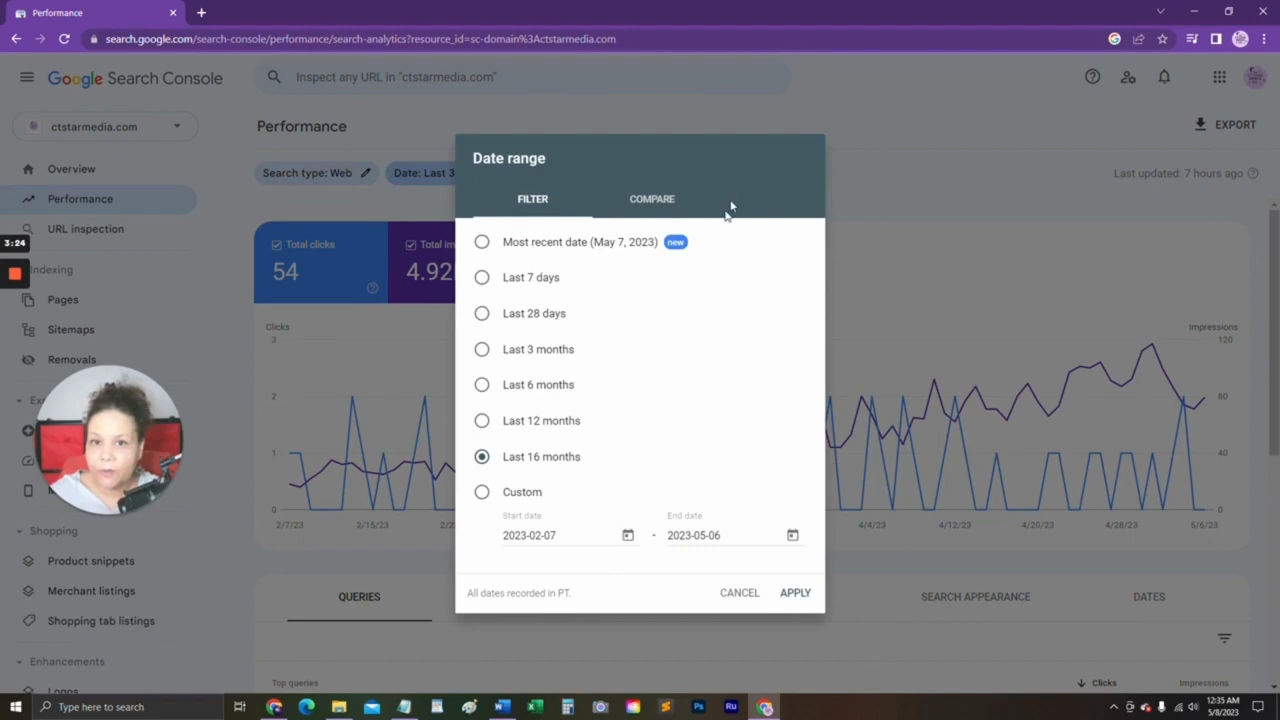 Performance
search.google.com/search-console/performance/search-analytics?resource_id=sc-domain%3Actstarmedia.com
Google Search Console
Inspect any URL in "ctstarmedia.com"
ctstarmedia.com
Performance
EXPORT
Search type: Web
Date: Last 3
Last updated: 7 hours ago
Overview
Performance
URL inspection
3:24
Indexing
Pages
Sitemaps
Removals
Shopping
Product snippets
Merchant listings
Shopping tab listings
Enhancements
Total clicks
54
4.92
Clicks
3
2
1
0
Impressions
120
80
40
0
2/7/23
2/15/23
4/4/23
4/12/23
4/20/23
4/28/23
5/6/23
Date range
FILTER
COMPARE
Most recent date (May 7, 2023) new
Last 7 days
Last 28 days
Last 3 months
Last 6 months
Last 12 months
Last 16 months
Custom
Start date
End date
2023-02-07
-
2023-05-06
All dates recorded in PT.
CANCEL
APPLY
QUERIES
SEARCH APPEARANCE
DATES
Top queries
Clicks
Impressions
Type here to search
12:35 AM
5/8/2023